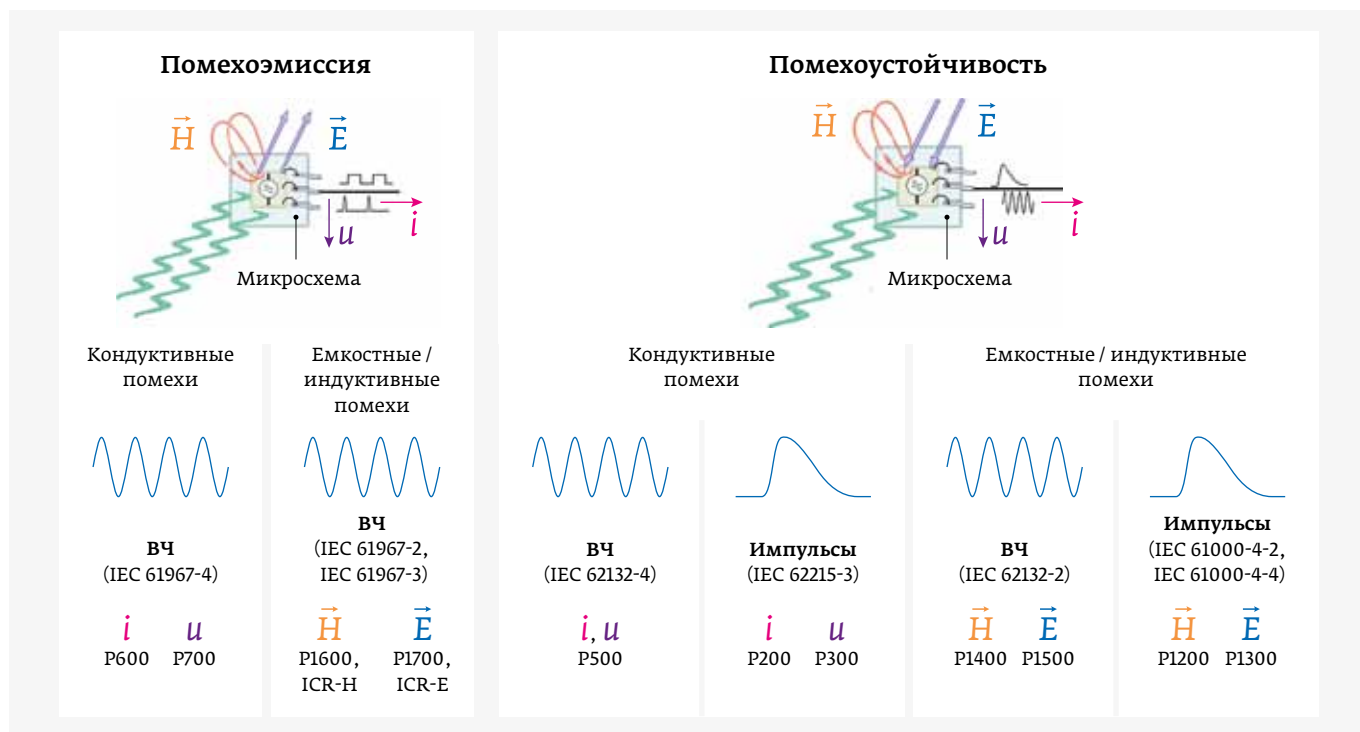 Помехоэмиссия
H
E
u
i
Микросхема
Кондуктивные
помехи
Емкостные /
индуктивные
помехи
ВЧ
(IEC 61967-4)
i u
P600 P700
ВЧ
(IEC 61967-2,
IEC 61967-3)
H E
P1600, P1700,
ICR-H ICR-E
Помехоустойчивость
H
E
u
i
Микросхема
Кондуктивные
помехи
ВЧ
(IEC 62132-4)
i, u
P500
Импульсы
(IEC 62215-3)
i u
P200 P300
Емкостные / индуктивные
помехи
ВЧ
(IEC 62132-2)
H E
P1400 P1500
Импульсы
(IEC 61000-4-2,
IEC 61000-4-4)
H E
P1200 P1300